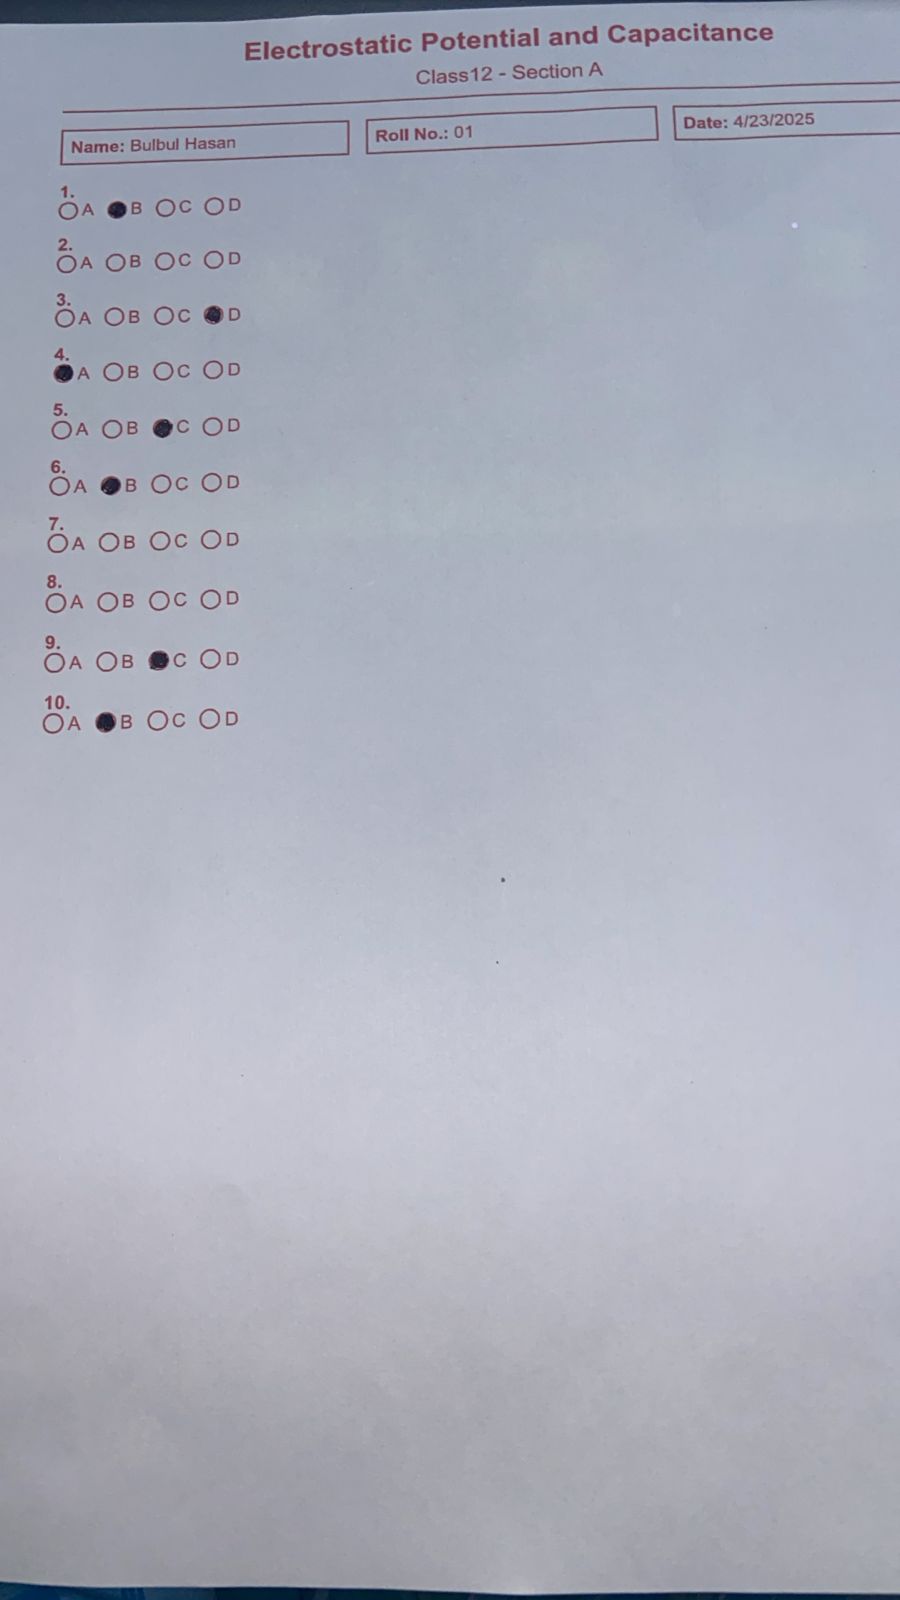 Electrostatic Potential and Capacitance
Class12 - Section A
Name: Bulbul Hasan
Roll No.: 01
Date: 4/23/2025
1.
A B C D
2.
A B C D
3.
A B C D
4.
A B C D
5.
A B C D
6.
A B C D
7.
A B C D
8.
A B C D
9.
A B C D
10.
A B C D